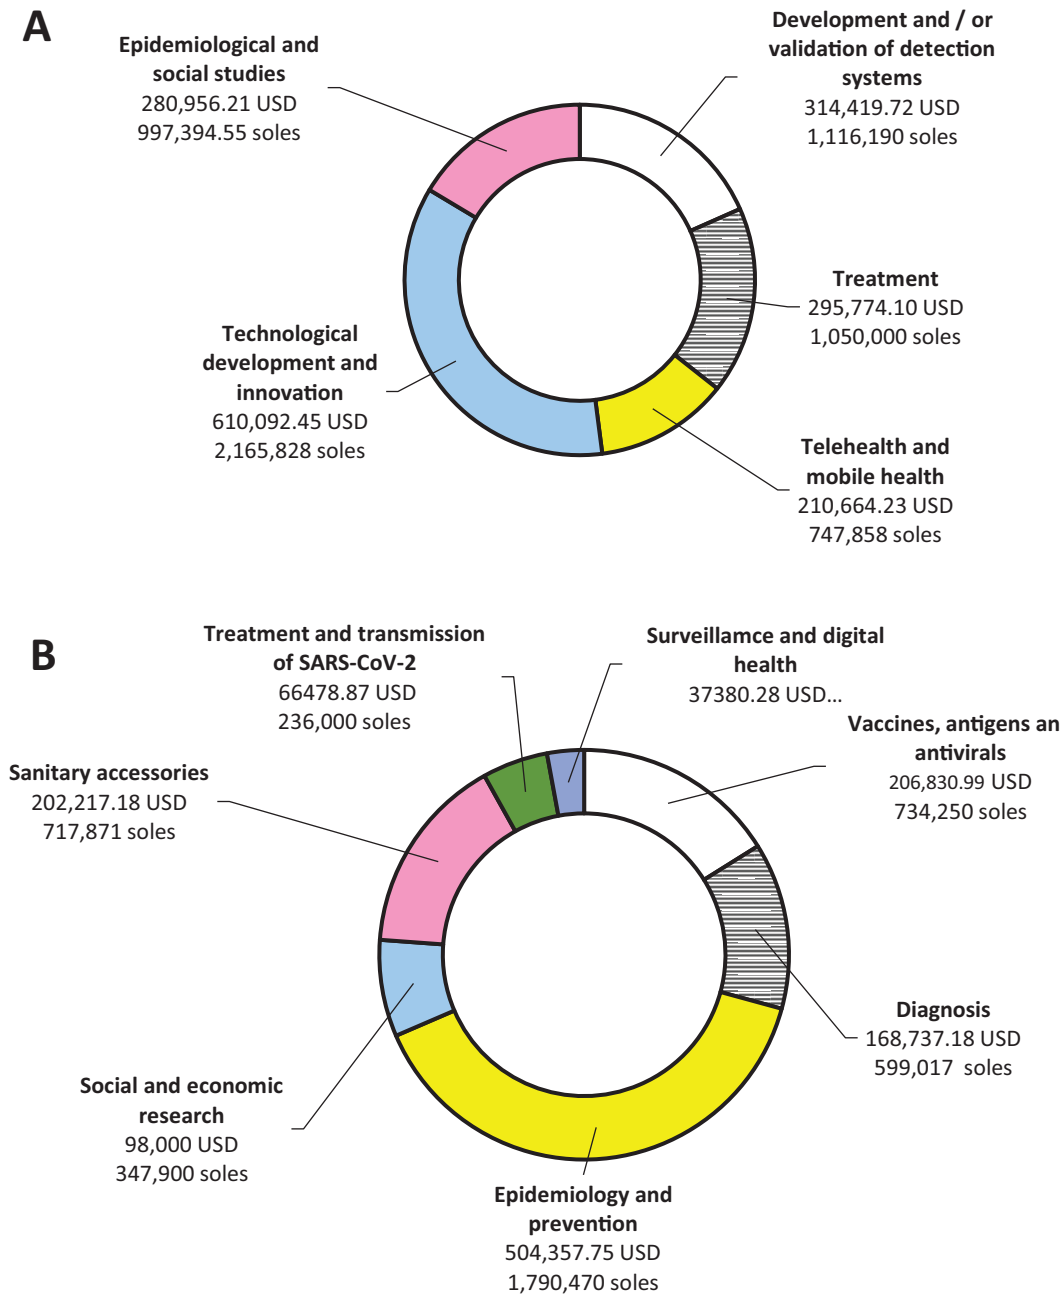 A
Epidemiological and
social studies
280,956.21 USD
997,394.55 soles
Development and / or
validation of detection
systems
314,419.72 USD
1,116,190 soles
Treatment
295,774.10 USD
1,050,000 soles
Technological
development and
innovation
610,092.45 USD
2,165,828 soles
Telehealth and
mobile health
210,664.23 USD
747,858 soles
B
Treatment and transmission
of SARS-CoV-2
66478.87 USD
236,000 soles
Surveillamce and digital
health
37380.28 USD...
Vaccines, antigens an
antivirals
206,830.99 USD
734,250 soles
Sanitary accessories
202,217.18 USD
717,871 soles
Diagnosis
168,737.18 USD
599,017 soles
Social and economic
research
98,000 USD
347,900 soles
Epidemiology and
prevention
504,357.75 USD
1,790,470 soles